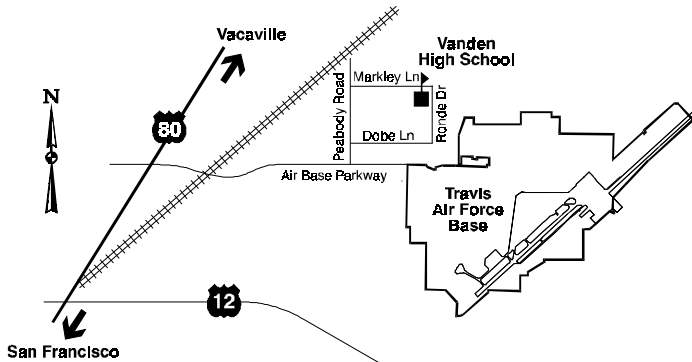 Vacaville
Vanden
High School
Markley Ln
Peabody Road
Ronde Dr
N
80
Dobe Ln
Air Base Parkway
Travis
Air Force
Base
12
San Francisco